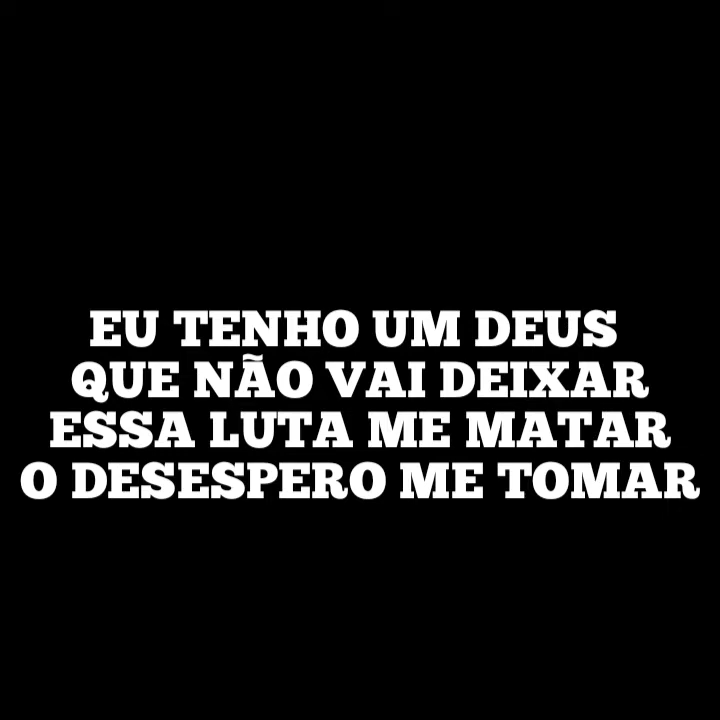 EU TENHO UM DEUS
QUE NÃO VAI DEIXAR
ESSA LUTA ME MATAR
O DESESPERO ME TOMAR